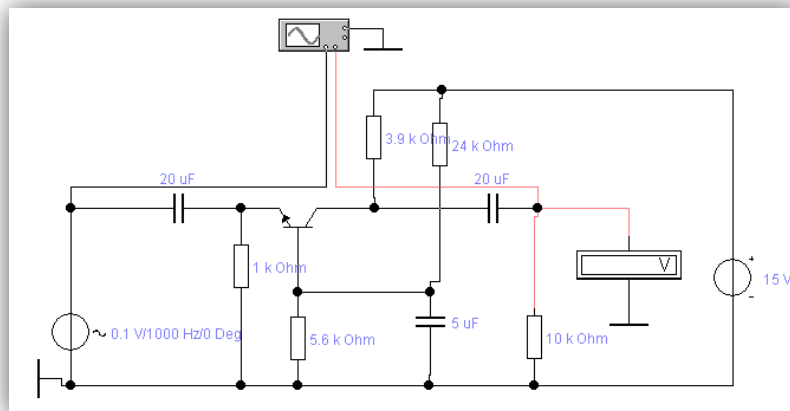 3.9 k Ohm
24 k Ohm
20 uF
20 uF
1 k Ohm
V
15 V
+
-
0.1 V/1000 Hz/0 Deg
5.6 k Ohm
5 uF
10 k Ohm